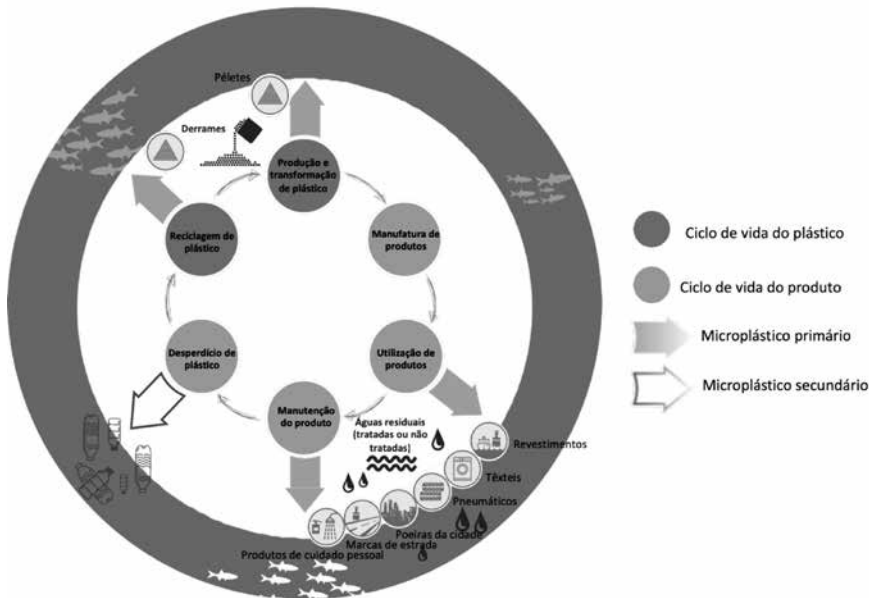 Péletes
Derrames
Produção e
transformação
de plástico
Reciclagem de
plástico
Manufatura de
produtos
Desperdício de
plástico
Utilização de
produtos
Manutenção
do produto
Águas residuais
(tratadas ou não
tratadas)
Revestimentos
Têxteis
Pneumáticos
Poeiras da cidade
Marcas de estrada
Produtos de cuidado pessoal
Ciclo de vida do plástico
Ciclo de vida do produto
Microplástico primário
Microplástico secundário